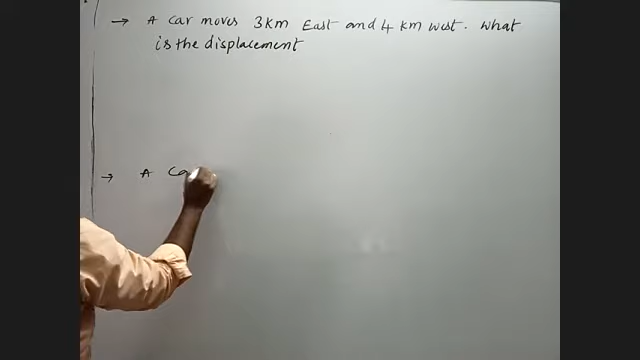 → A car moves 3km East and 4 km west. What
is the displacement
→ A Ca